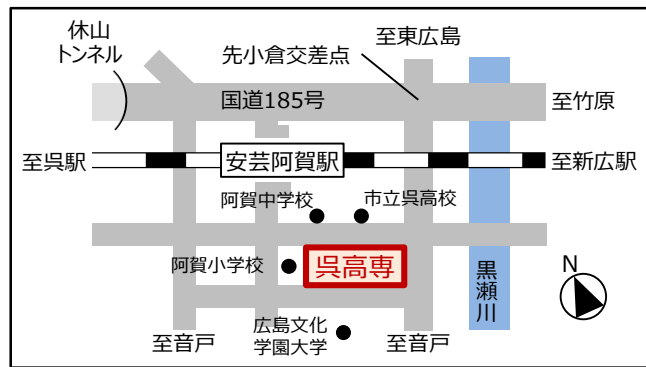 休山
トンネル
先小倉交差点
至東広島
国道185号
至竹原
至呉駅
安芸阿賀駅
至新広駅
阿賀中学校
市立呉高校
阿賀小学校
呉高専
黒瀬川
N
広島文化
学園大学
至音戸
至音戸